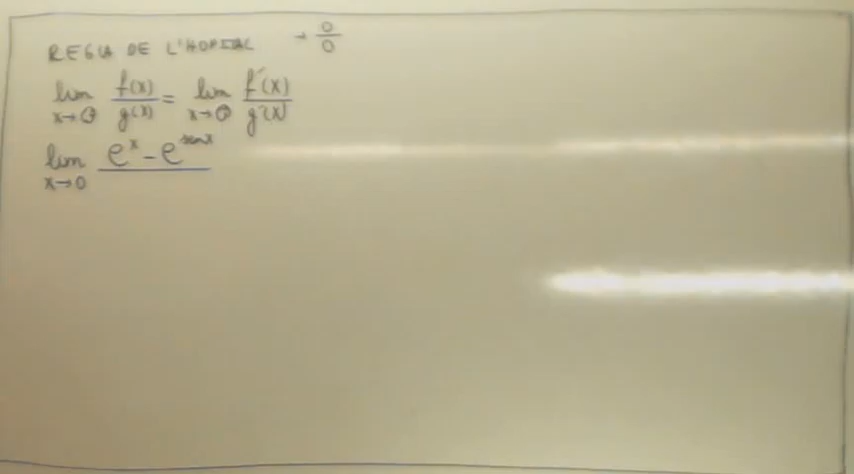 REGLA DE L'HOPITAL → 0/0
lim x→0 f(x)/g(x) = lim x→0 f'(x)/g'(x)
lim x→0 e^x - e^senx